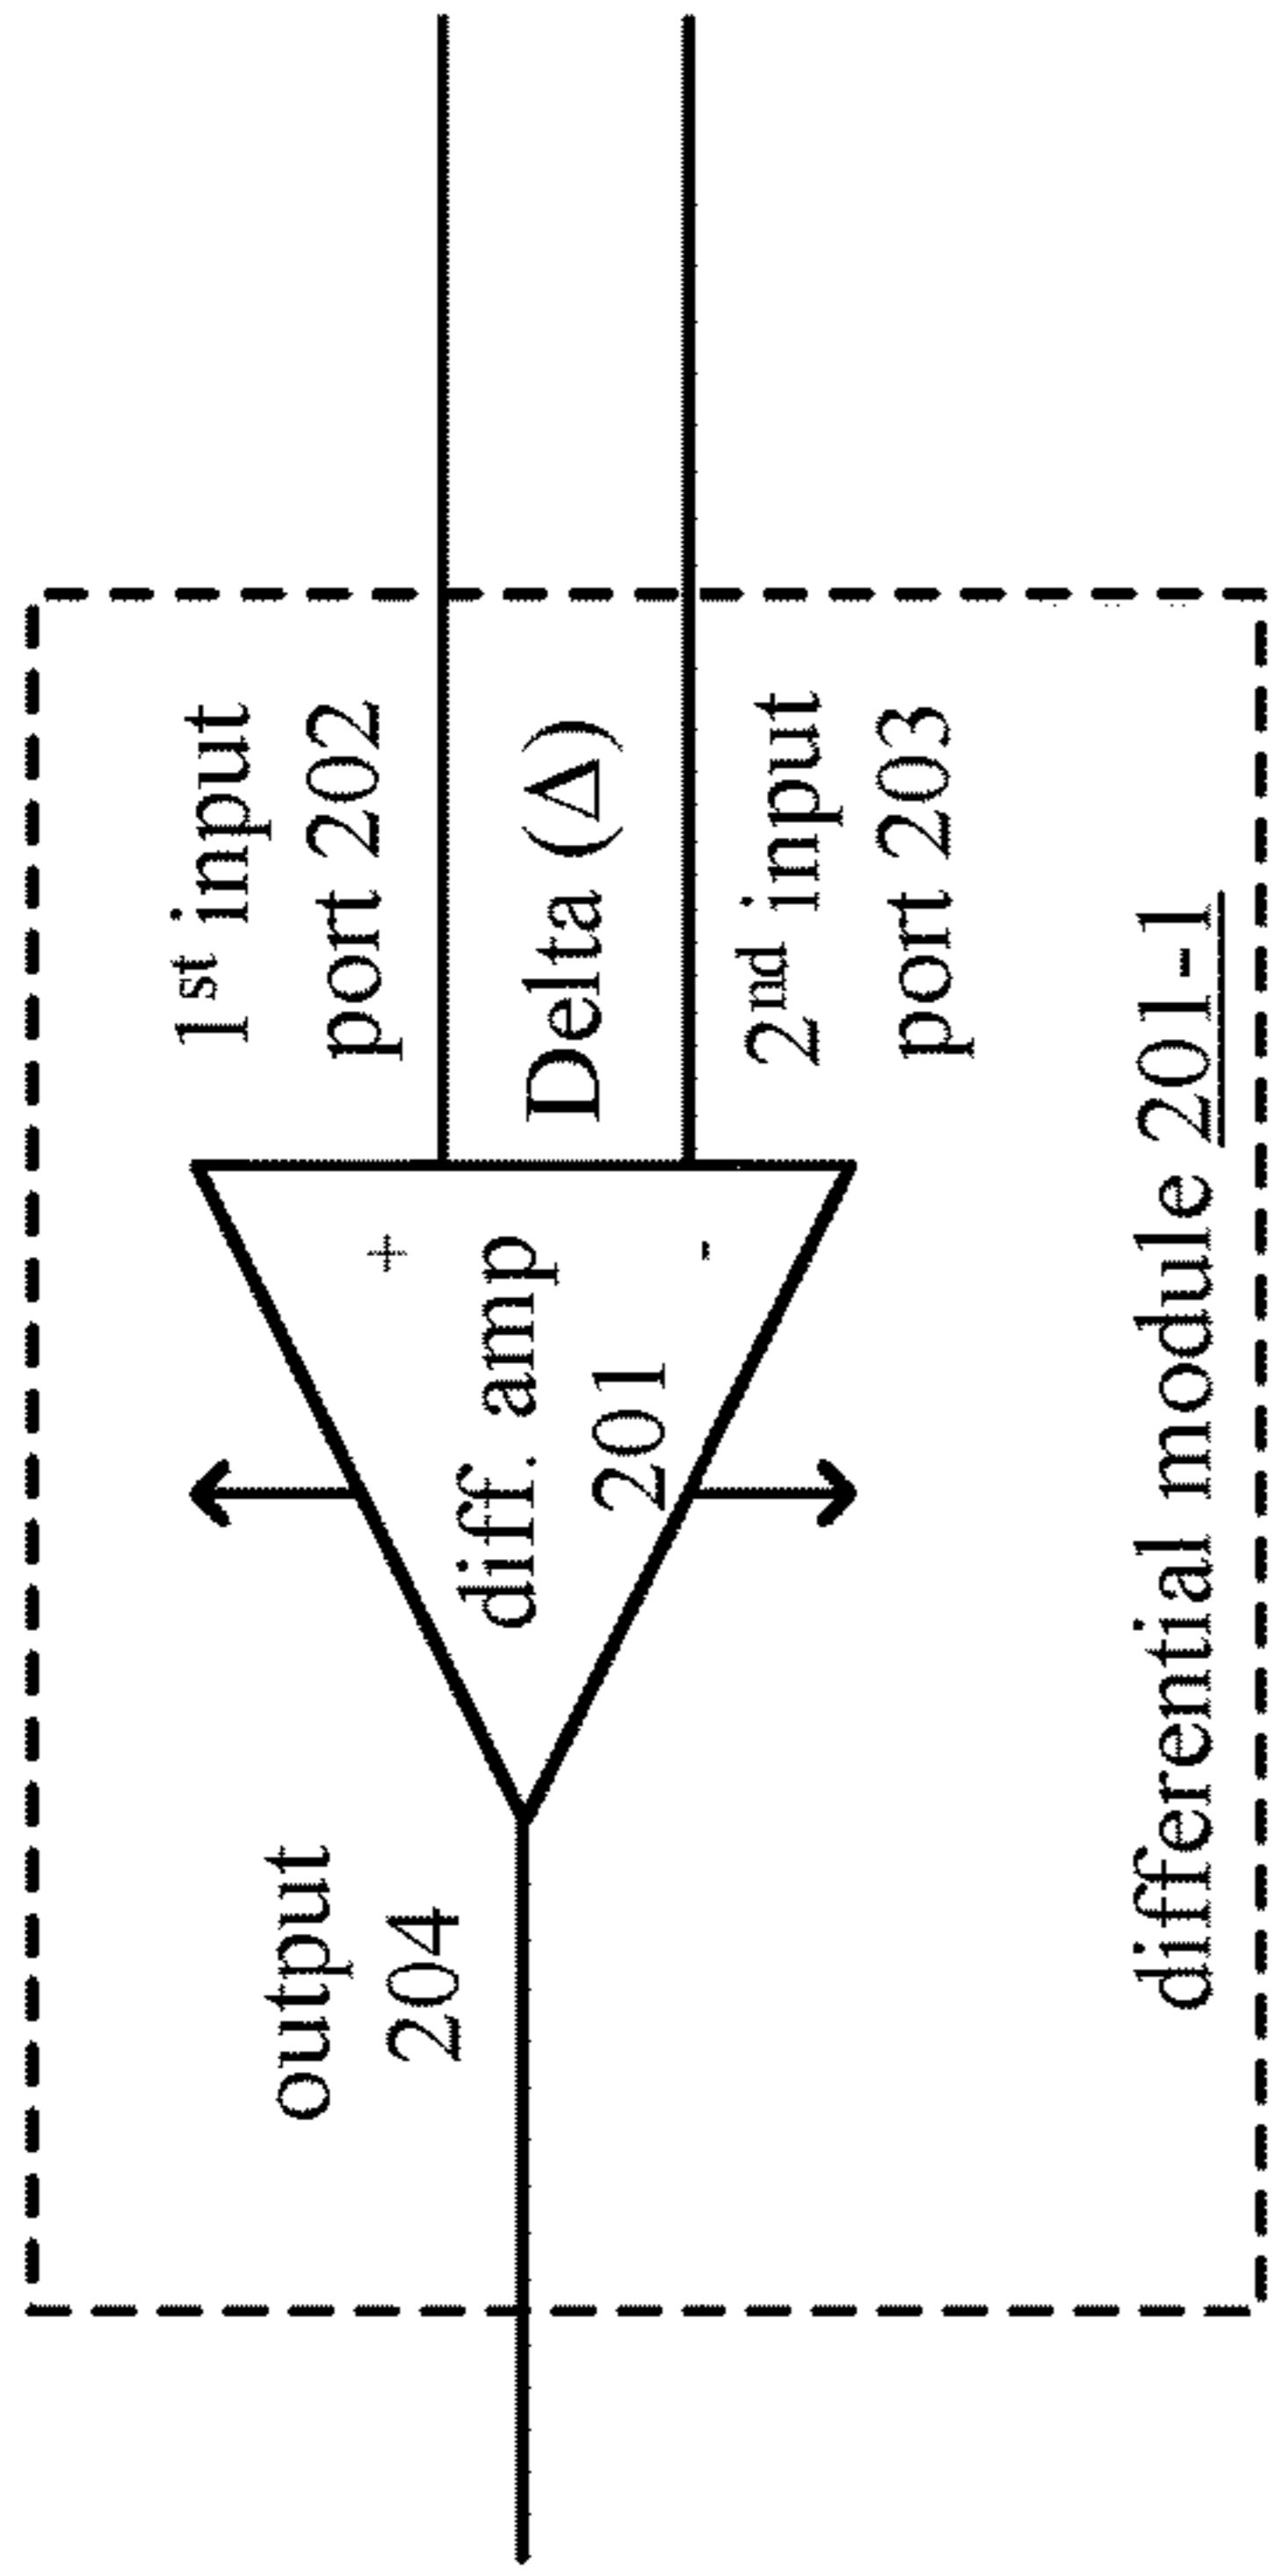 output
204
diff. amp
201
+
-
1st input
port 202
Delta (Δ)
2nd input
port 203
differential module 201-1